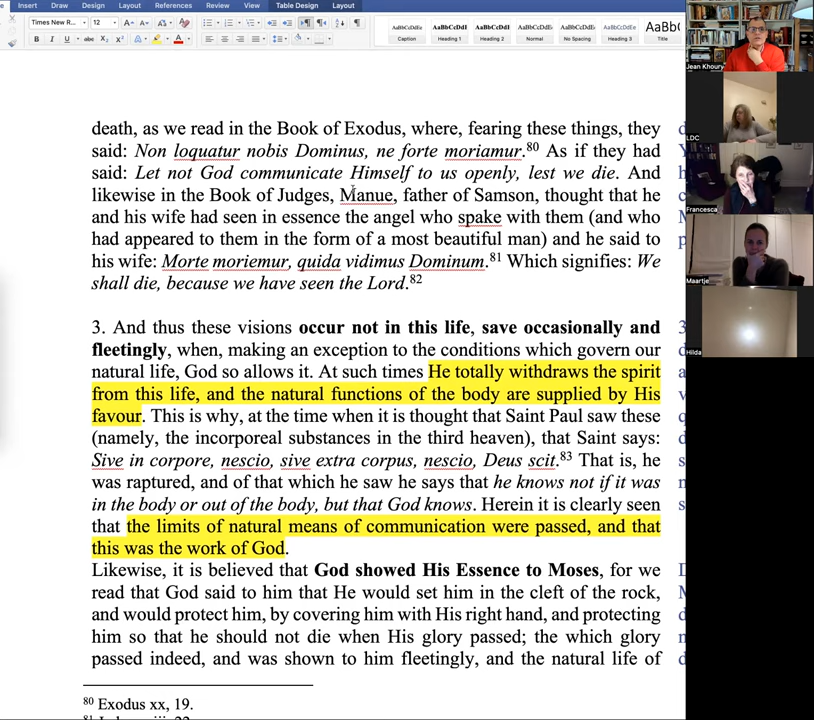 Insert Draw Design Layout References Review View Table Design Layout
Times New R... 12
AaBbCcDdEe AaBbCcDdI AaBbCcDdI AaBbCcDdEe AaBbCcDdEe AaBbCcDdEe AaBbC
Caption Heading 1 Heading 2 Normal No Spacing Heading 3 Title
death, as we read in the Book of Exodus, where, fearing these things, they
said: Non loquatur nobis Dominus, ne forte moriamur.80 As if they had
said: Let not God communicate Himself to us openly, lest we die. And
likewise in the Book of Judges, Manue, father of Samson, thought that he
and his wife had seen in essence the angel who spake with them (and who
had appeared to them in the form of a most beautiful man) and he said to
his wife: Morte moriemur, quida vidimus Dominum.81 Which signifies: We
shall die, because we have seen the Lord.82
3. And thus these visions occur not in this life, save occasionally and
fleetingly, when, making an exception to the conditions which govern our
natural life, God so allows it. At such times He totally withdraws the spirit
from this life, and the natural functions of the body are supplied by His
favour. This is why, at the time when it is thought that Saint Paul saw these
(namely, the incorporeal substances in the third heaven), that Saint says:
Sive in corpore, nescio, sive extra corpus, nescio, Deus scit.83 That is, he
was raptured, and of that which he saw he says that he knows not if it was
in the body or out of the body, but that God knows. Herein it is clearly seen
that the limits of natural means of communication were passed, and that
this was the work of God.
Likewise, it is believed that God showed His Essence to Moses, for we
read that God said to him that He would set him in the cleft of the rock,
and would protect him, by covering him with His right hand, and protecting
him so that he should not die when His glory passed; the which glory
passed indeed, and was shown to him fleetingly, and the natural life of
80 Exodus xx, 19.
Jean Khoury
LDC
Francesca
Maartje
Hilda